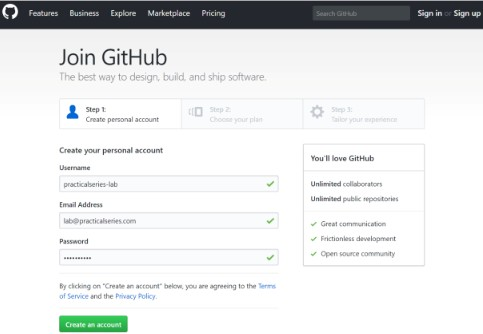 Features Business Explore Marketplace Pricing Search GitHub Sign in or Sign up
Join GitHub
The best way to design, build, and ship software.
Step 1:
Create personal account
Step 2:
Choose your plan
Step 3:
Tailor your experience
Create your personal account
Username
practicalseries-lab
Email Address
lab@practicalseries.com
Password
••••••••••
By clicking on "Create an account" below, you are agreeing to the Terms
of Service and the Privacy Policy.
Create an account
You'll love GitHub
Unlimited collaborators
Unlimited public repositories
Great communication
Frictionless development
Open source community